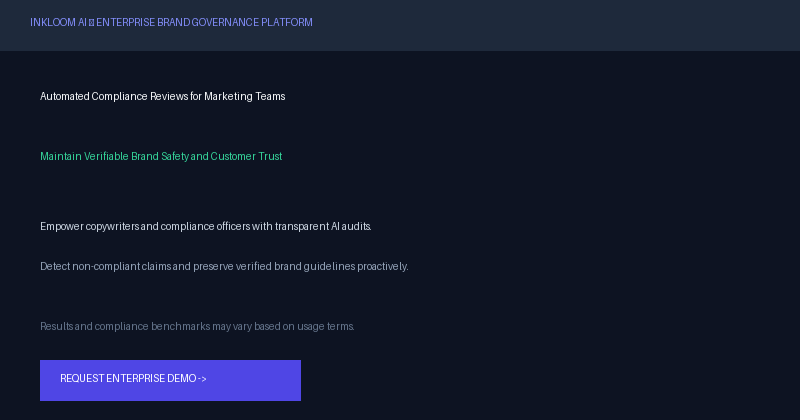 INKLOOM AI ▯ ENTERPRISE BRAND GOVERNANCE PLATFORM
Automated Compliance Reviews for Marketing Teams
Maintain Verifiable Brand Safety and Customer Trust
Empower copywriters and compliance officers with transparent AI audits.
Detect non-compliant claims and preserve verified brand guidelines proactively.
Results and compliance benchmarks may vary based on usage terms.
REQUEST ENTERPRISE DEMO ->